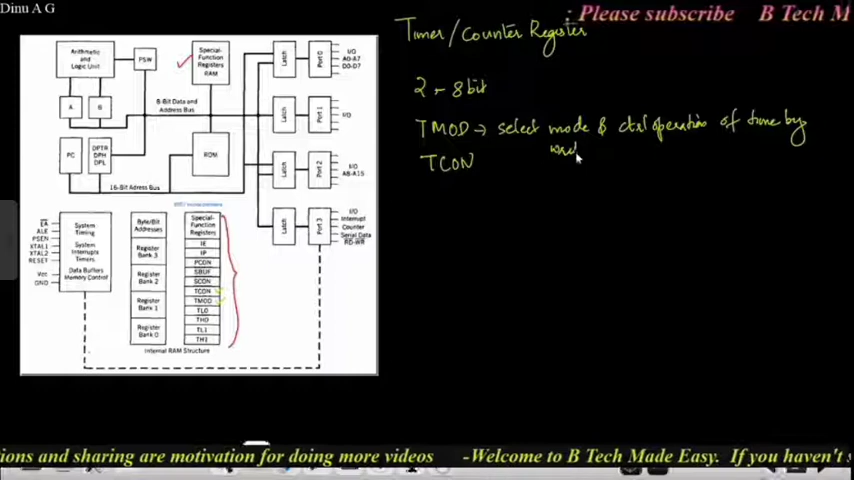 Dinu A G
: Please subscribe B Tech M
Timer/Counter Register
2 - 8 bit
TMOD → select mode & ctrl operation of time by
TCON
Arithmetic and Logic Unit
PSW
Special-Function Registers RAM
Latch
Port 0
I/O
A0-A7
D0-D7
A
B
8-Bit Data and Address Bus
Latch
Port 1
I/O
PC
DPTR
DPH
DPL
ROM
Latch
Port 2
I/O
A8-A15
16-Bit Adress Bus
EA
ALE
PSEN
XTAL1
XTAL2
RESET
Vcc
GND
System Timing
System Interrupts
Timers
Data Buffers
Memory Control
Byte/Bit Addresses
Register Bank 3
Register Bank 2
Register Bank 1
Register Bank 0
Special-Function Registers
IE
IP
PCON
SBUF
SCON
TCON
TMOD
TL0
TH0
TL1
TH1
Latch
Port 3
I/O
Interrupt
Counter
Serial Data
RD-WR
Internal RAM Structure
ions and sharing are motivation for doing more videos -Welcome to B Tech Made Easy. If you haven't s